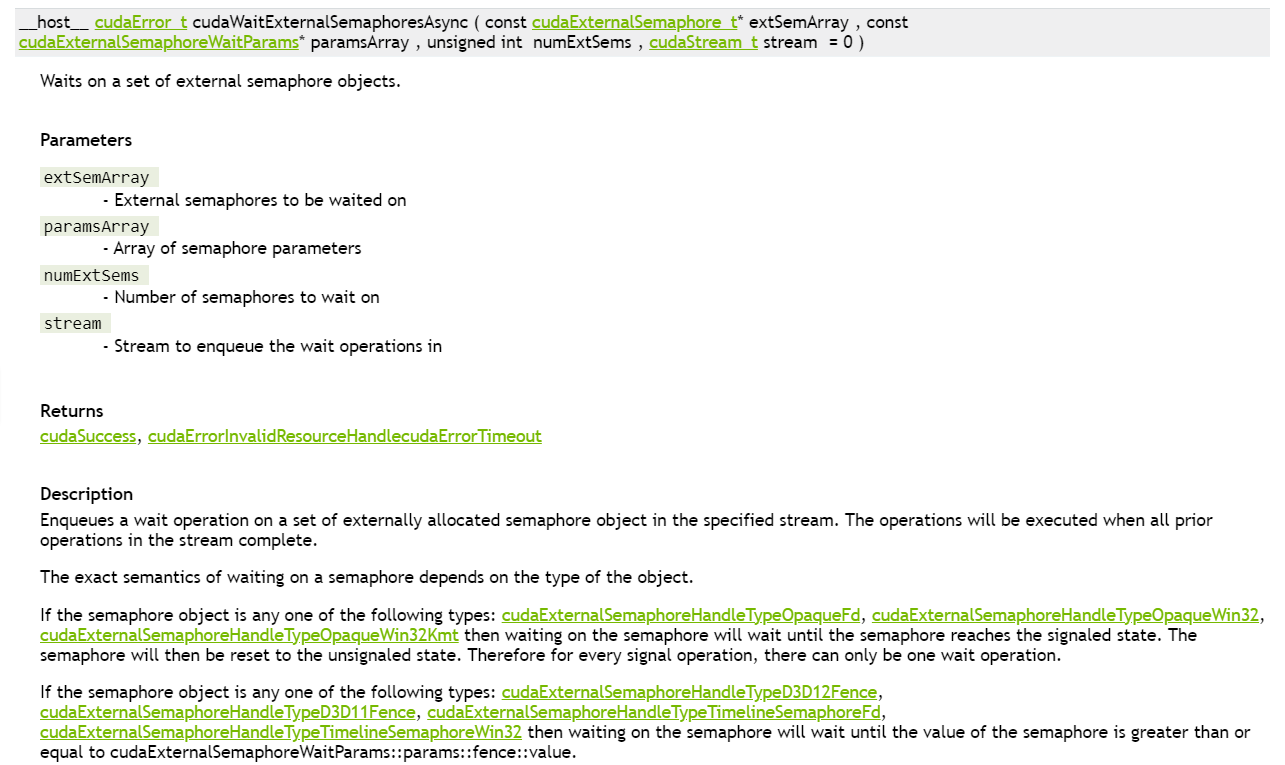 __host__ cudaError_t cudaWaitExternalSemaphoresAsync ( const cudaExternalSemaphore_t* extSemArray , const
cudaExternalSemaphoreWaitParams* paramsArray , unsigned int  numExtSems , cudaStream_t stream  = 0 )
Waits on a set of external semaphore objects.
Parameters
extSemArray
- External semaphores to be waited on
paramsArray
- Array of semaphore parameters
numExtSems
- Number of semaphores to wait on
stream
- Stream to enqueue the wait operations in
Returns
cudaSuccess, cudaErrorInvalidResourceHandlecudaErrorTimeout
Description
Enqueues a wait operation on a set of externally allocated semaphore object in the specified stream. The operations will be executed when all prior
operations in the stream complete.
The exact semantics of waiting on a semaphore depends on the type of the object.
If the semaphore object is any one of the following types: cudaExternalSemaphoreHandleTypeOpaqueFd, cudaExternalSemaphoreHandleTypeOpaqueWin32,
cudaExternalSemaphoreHandleTypeOpaqueWin32Kmt then waiting on the semaphore will wait until the semaphore reaches the signaled state. The
semaphore will then be reset to the unsignaled state. Therefore for every signal operation, there can only be one wait operation.
If the semaphore object is any one of the following types: cudaExternalSemaphoreHandleTypeD3D12Fence,
cudaExternalSemaphoreHandleTypeD3D11Fence, cudaExternalSemaphoreHandleTypeTimelineSemaphoreFd,
cudaExternalSemaphoreHandleTypeTimelineSemaphoreWin32 then waiting on the semaphore will wait until the value of the semaphore is greater than or
equal to cudaExternalSemaphoreWaitParams::params::fence::value.